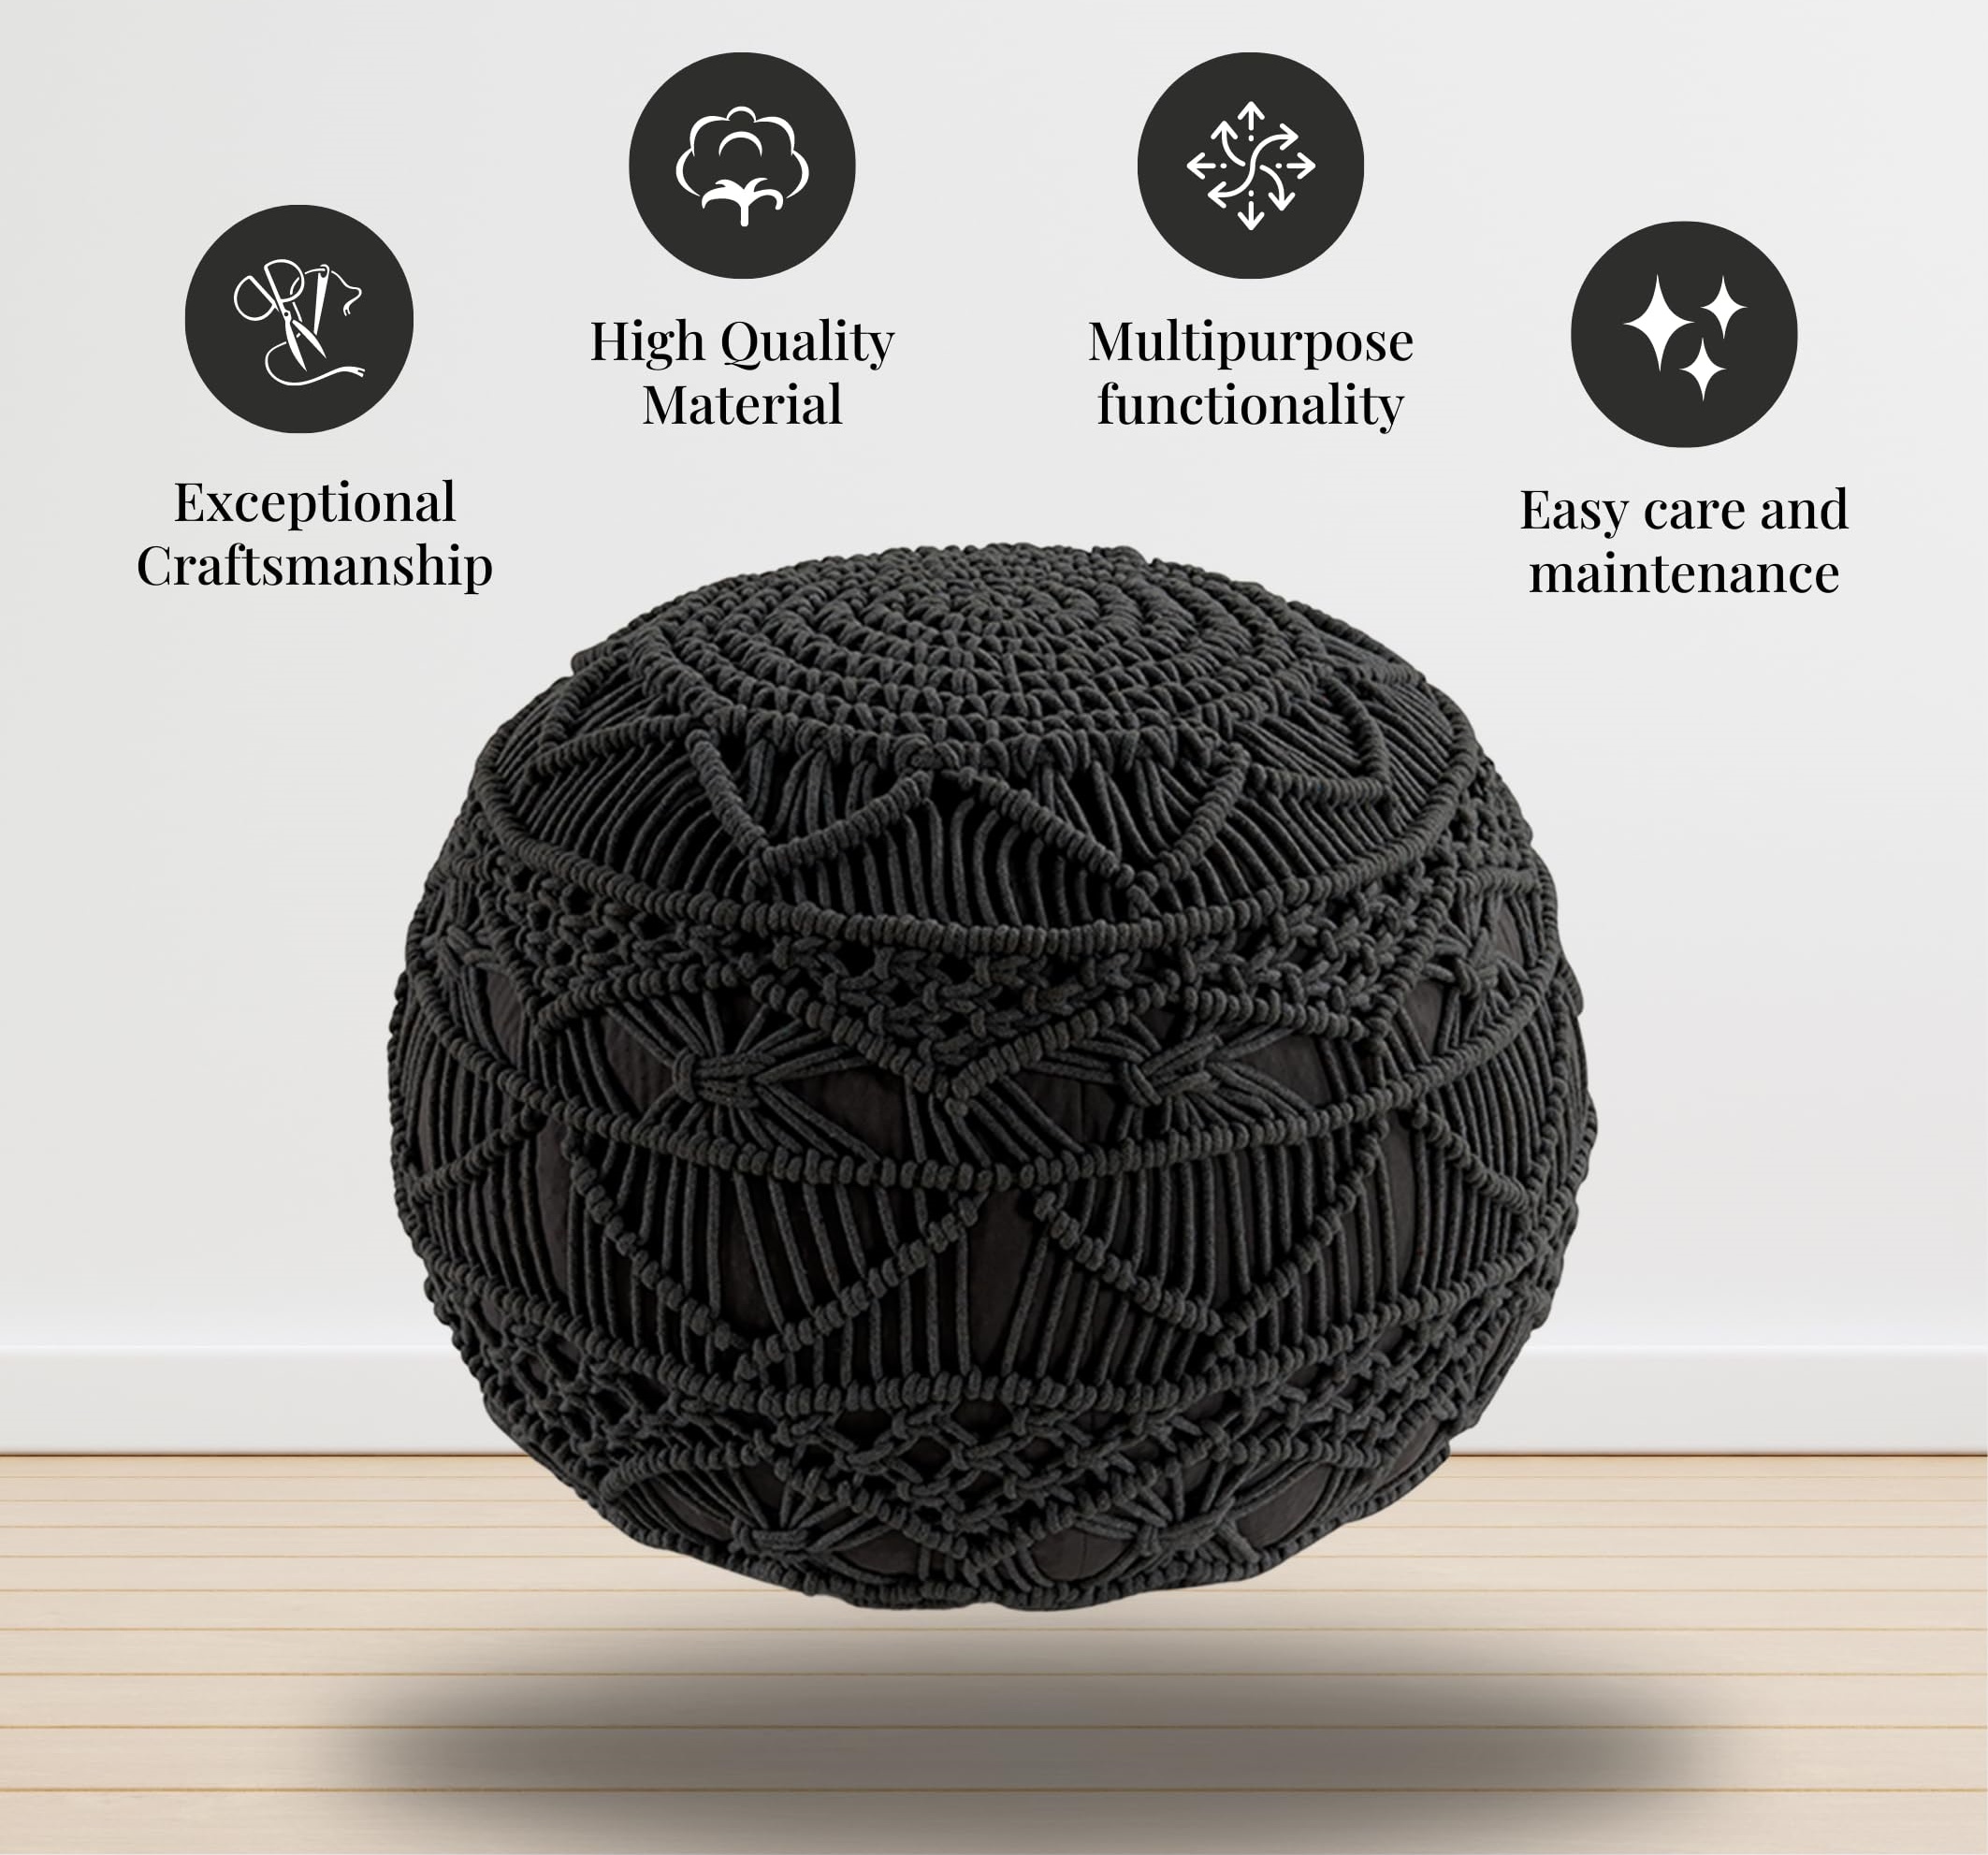 Exceptional
Craftsmanship
High Quality
Material
Multipurpose
functionality
Easy care and
maintenance